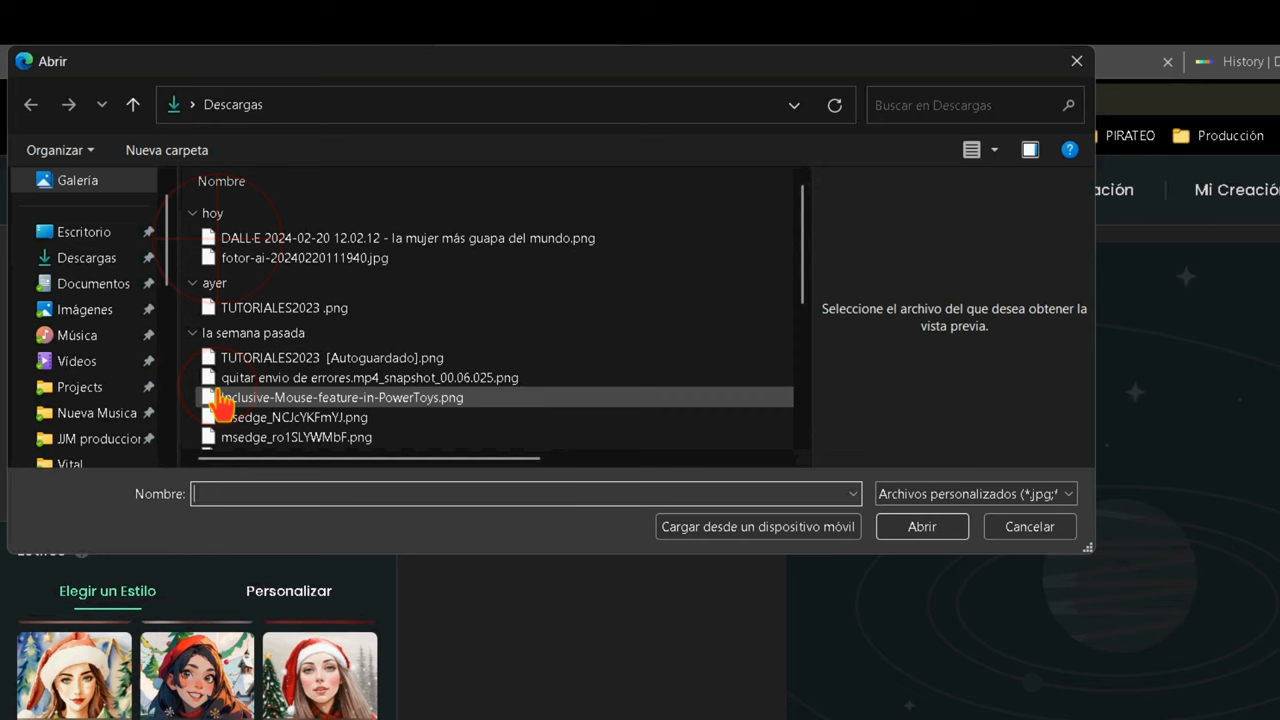 Abrir
History | D
Descargas
Buscar en Descargas
PIRATEO
Producción
Organizar
Nueva carpeta
Galería
Nombre
Mi Creació
hoy
Escritorio
DALL·E 2024-02-20 12.02.12 - la mujer más guapa del mundo.png
Descargas
fotor-ai-20240220111940.jpg
Documentos
ayer
Imágenes
TUTORIALES2023 .png
Seleccione el archivo del que desea obtener la
vista previa.
Música
la semana pasada
Vídeos
TUTORIALES2023 [Autoguardado].png
Projects
quitar envio de errores.mp4_snapshot_00.06.025.png
nclusive-Mouse-feature-in-PowerToys.png
Nueva Musica
sedge_NCJcYKFmYJ.png
JJM produccior
msedge_ro1SLYWMbF.png
Vital
Nombre:
Archivos personalizados (*.jpg;*
Cargar desde un dispositivo móvil
Abrir
Cancelar
Elegir un Estilo
Personalizar